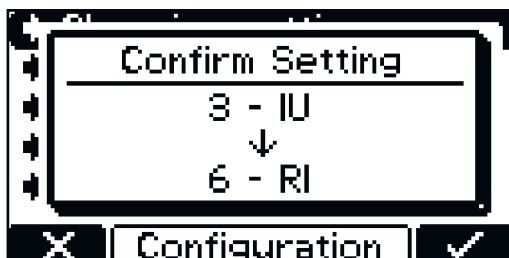 Confirm Setting
3 - IU
↓
6 - RI
Configuration